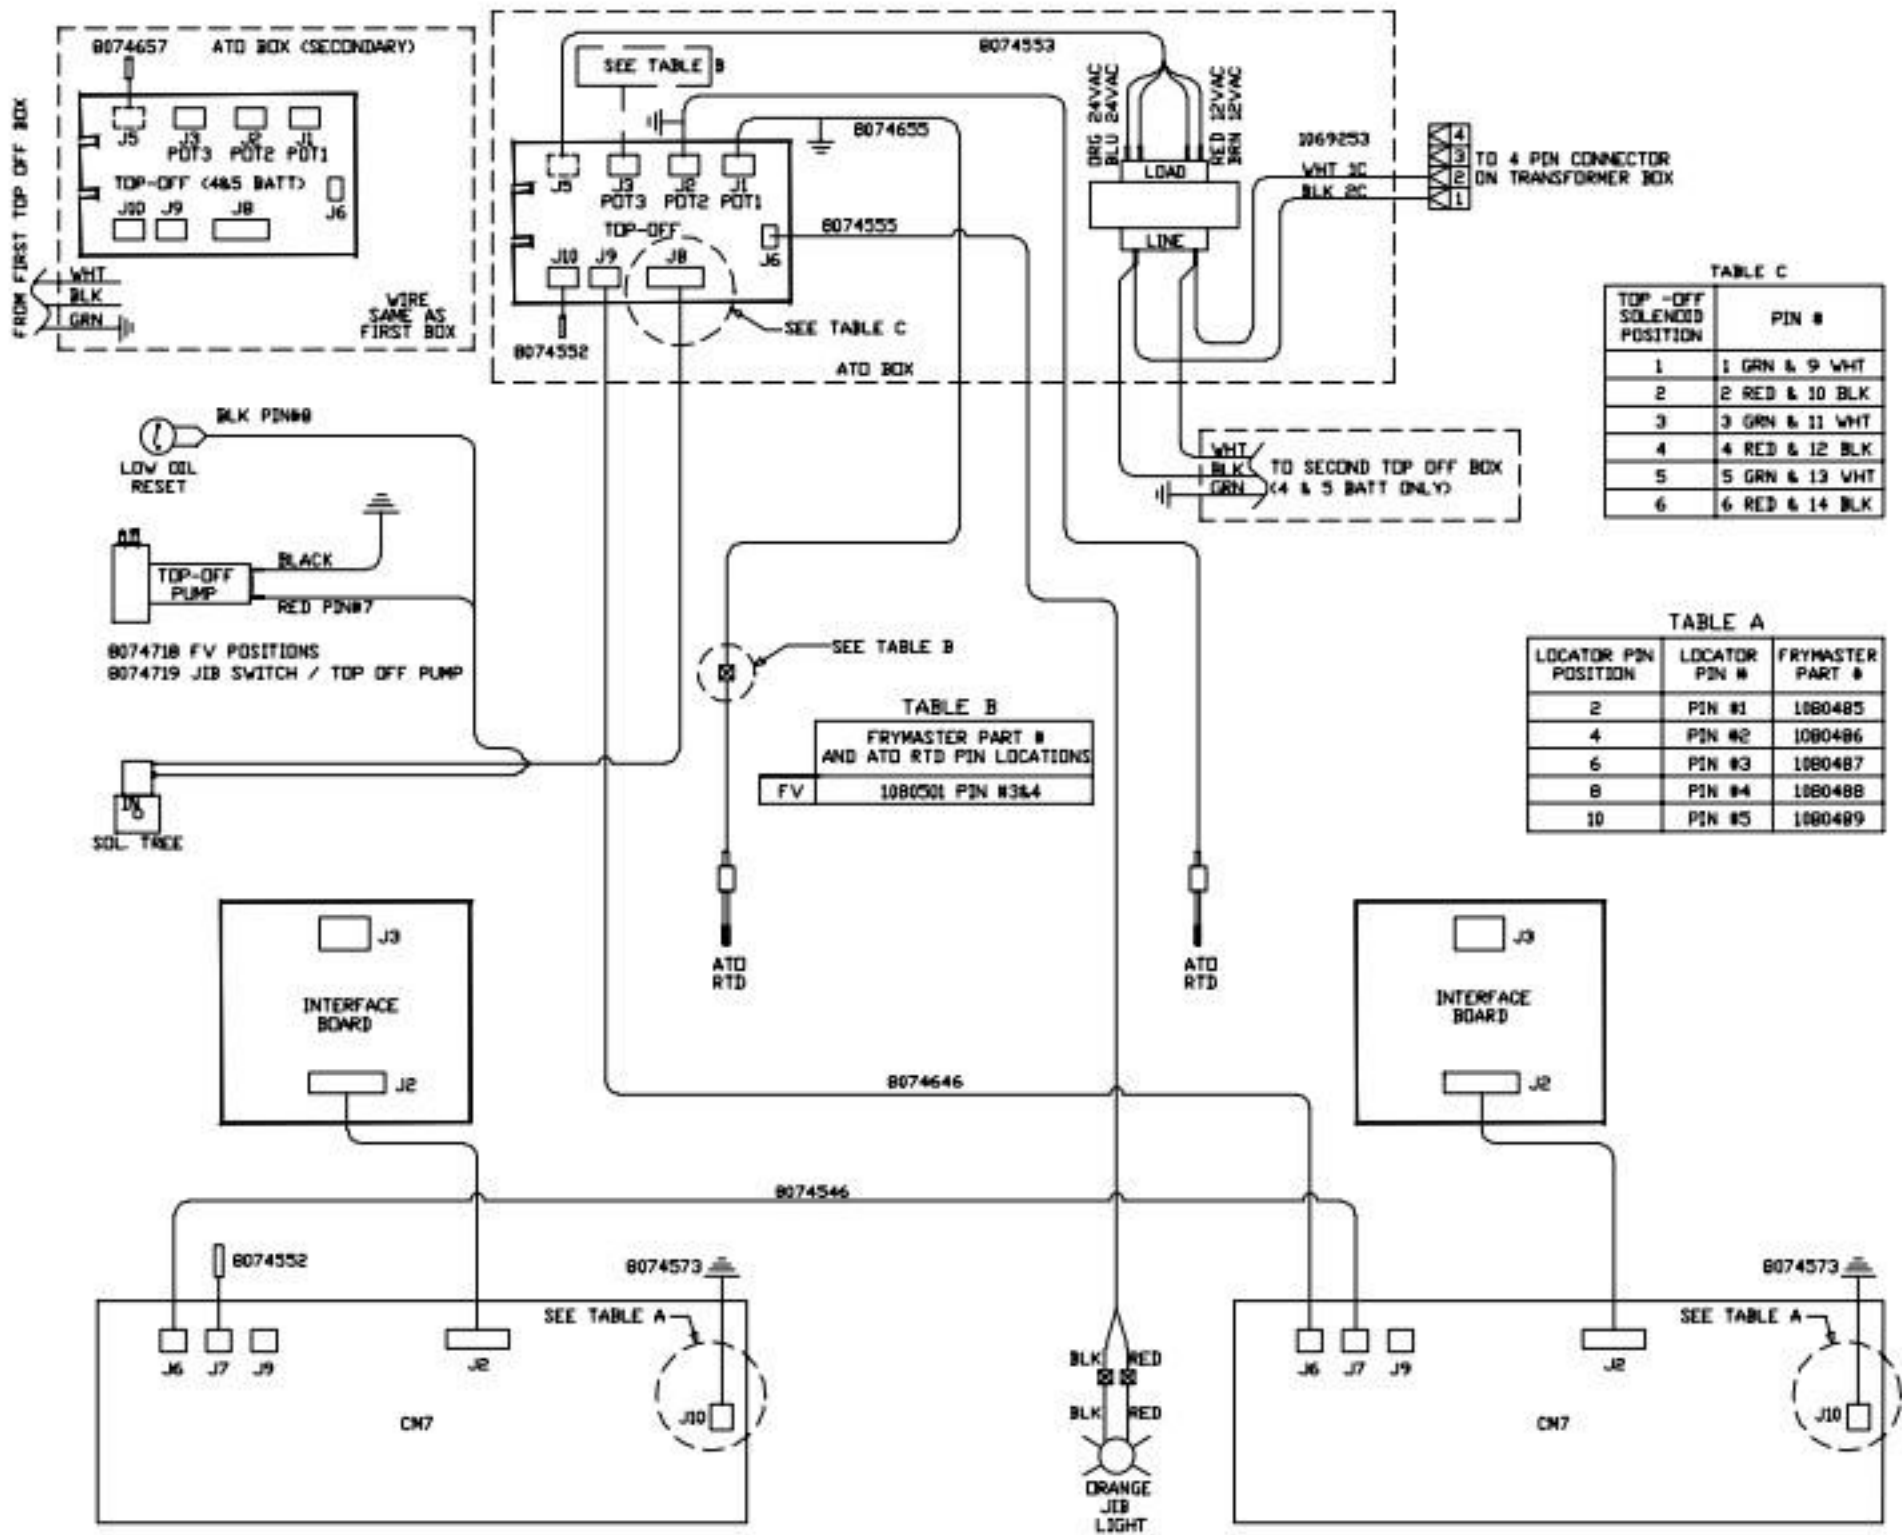 8074657
ATO BOX (SECONDARY)
J5
J3
POT3
J2
POT2
J1
POT1
TOP-OFF (4&5 BATT)
J6
J10
J9
J8
FROM FIRST TOP OFF BOX
WHT
BLK
GRN
WIRE
SAME AS
FIRST BOX
SEE TABLE B
8074553
8074655
J5
J3
POT3
J2
POT2
J1
POT1
TOP-OFF
8074555
J6
J10
J9
J8
SEE TABLE C
8074552
ATO BOX
ORG 24VAC
BLU 24VAC
RED 12VAC
BRN 12VAC
LOAD
LINE
1069253
WHT 1C
BLK 2C
4
3
2
1
TO 4 PIN CONNECTOR
ON TRANSFORMER BOX
WHT
BLK
GRN
TO SECOND TOP OFF BOX
(4 & 5 BATT ONLY)
TABLE C
TOP -OFF
SOLENOID
POSITION
PIN #
1 1 GRN & 9 WHT
2 2 RED & 10 BLK
3 3 GRN & 11 WHT
4 4 RED & 12 BLK
5 5 GRN & 13 WHT
6 6 RED & 14 BLK
BLK PIN#8
LOW OIL
RESET
BLACK
TOP-OFF
PUMP
RED PIN#7
8074718 FV POSITIONS
8074719 JIB SWITCH / TOP OFF PUMP
IN
SOL. TREE
SEE TABLE B
TABLE B
FRYMASTER PART #
AND ATO RTD PIN LOCATIONS
FV 1080501 PIN #3&4
TABLE A
LOCATOR PIN
POSITION
LOCATOR
PIN #
FRYMASTER
PART #
2 PIN #1 1080485
4 PIN #2 1080486
6 PIN #3 1080487
8 PIN #4 1080488
10 PIN #5 1080489
ATO
RTD
ATO
RTD
J3
INTERFACE
BOARD
J2
J3
INTERFACE
BOARD
J2
8074646
8074546
8074552
8074573
SEE TABLE A
J6
J7
J9
J2
J10
CM7
BLK
RED
BLK
RED
ORANGE
JIB
LIGHT
8074573
SEE TABLE A
J6
J7
J9
J2
J10
CM7